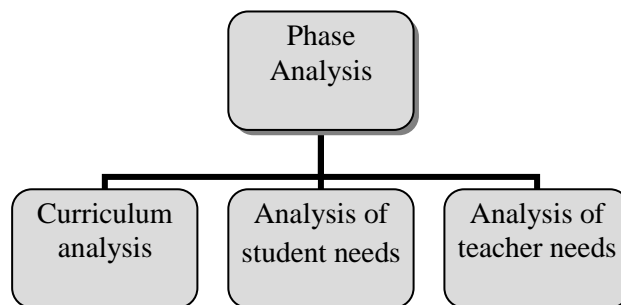 Phase
Analysis
Curriculum
analysis
Analysis of
student needs
Analysis of
teacher needs